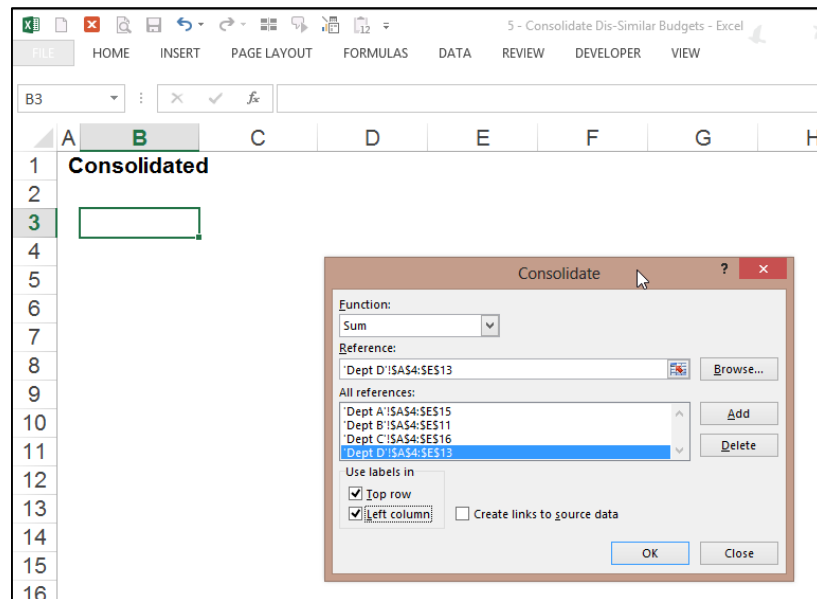 5 - Consolidate Dis-Similar Budgets - Excel
FILE HOME INSERT PAGE LAYOUT FORMULAS DATA REVIEW DEVELOPER VIEW
B3 fx
A B C D E F G H
1 Consolidated
2
3
4
5
6
7
8
9
10
11
12
13
14
15
16
Consolidate ? ×
Function:
Sum
Reference:
'Dept D'!$A$4:$E$13 Browse...
All references:
'Dept A'!$A$4:$E$15 Add
'Dept B'!$A$4:$E$11
'Dept C'!$A$4:$E$16 Delete
'Dept D'!$A$4:$E$13
Use labels in
Top row
Left column Create links to source data
OK Close